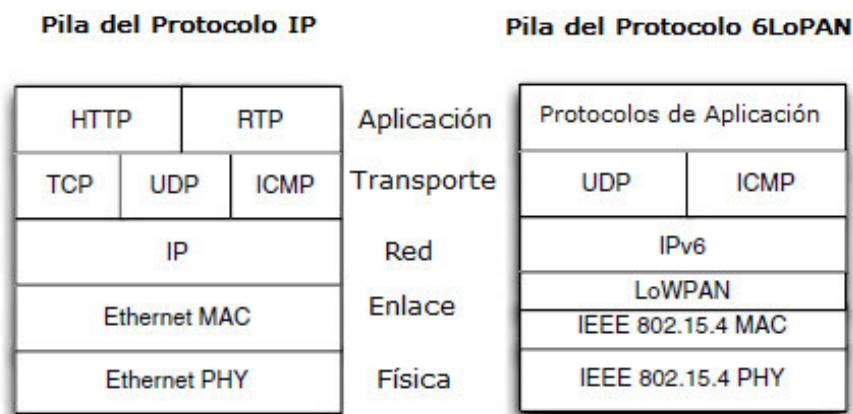 Pila del Protocolo IP
Pila del Protocolo 6LoPAN
HTTP
RTP
Aplicación
Protocolos de Aplicación
TCP
UDP
ICMP
Transporte
UDP
ICMP
IP
Red
IPv6
Ethernet MAC
Enlace
LoWPAN
IEEE 802.15.4 MAC
Ethernet PHY
Física
IEEE 802.15.4 PHY